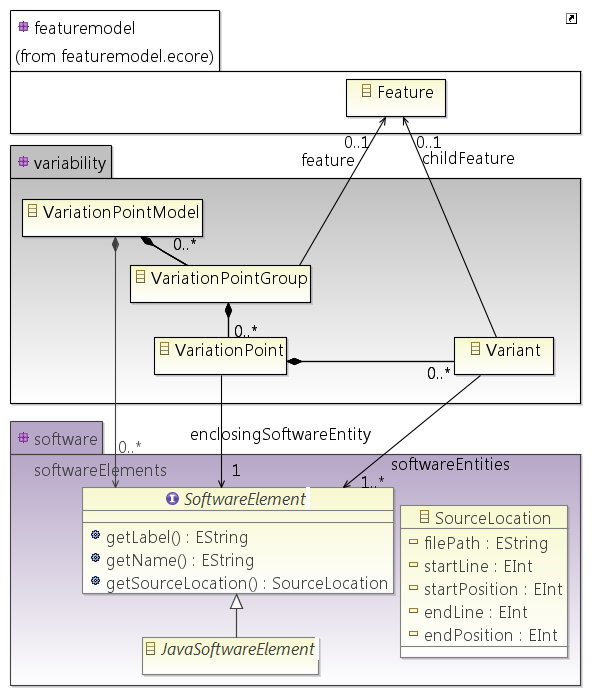 featuremodel
(from featuremodel.ecore)
Feature
0..1
0..1
feature
childFeature
variability
VariationPointModel
0..*
VariationPointGroup
0..*
VariationPoint
Variant
0..*
software
0..*
enclosingSoftwareEntity
softwareElements
1
softwareEntities
1..*
SoftwareElement
getLabel() : EString
getName() : EString
getSourceLocation() : SourceLocation
SourceLocation
filePath : EString
startLine : EInt
startPosition : EInt
endLine : EInt
endPosition : EInt
JavaSoftwareElement